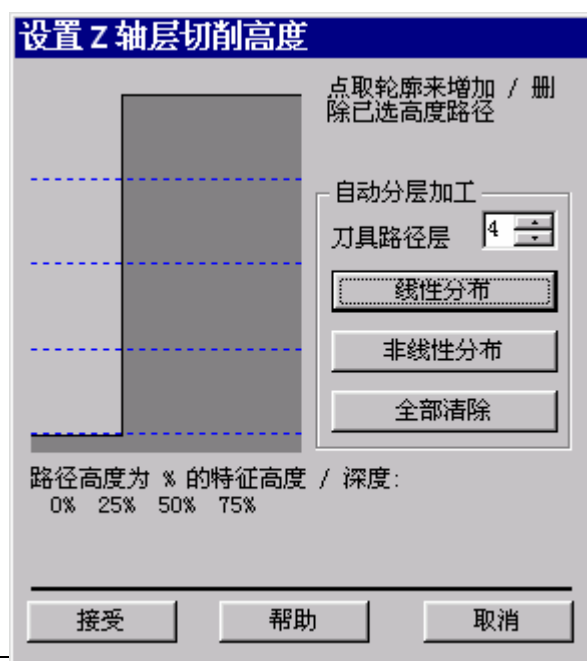 设置 Z 轴层切削高度
点取轮廓来增加 / 删
除已选高度路径
自动分层加工
刀具路径层 4
线性分布
非线性分布
全部清除
路径高度为 % 的特征高度 / 深度:
0% 25% 50% 75%
接受 帮助 取消